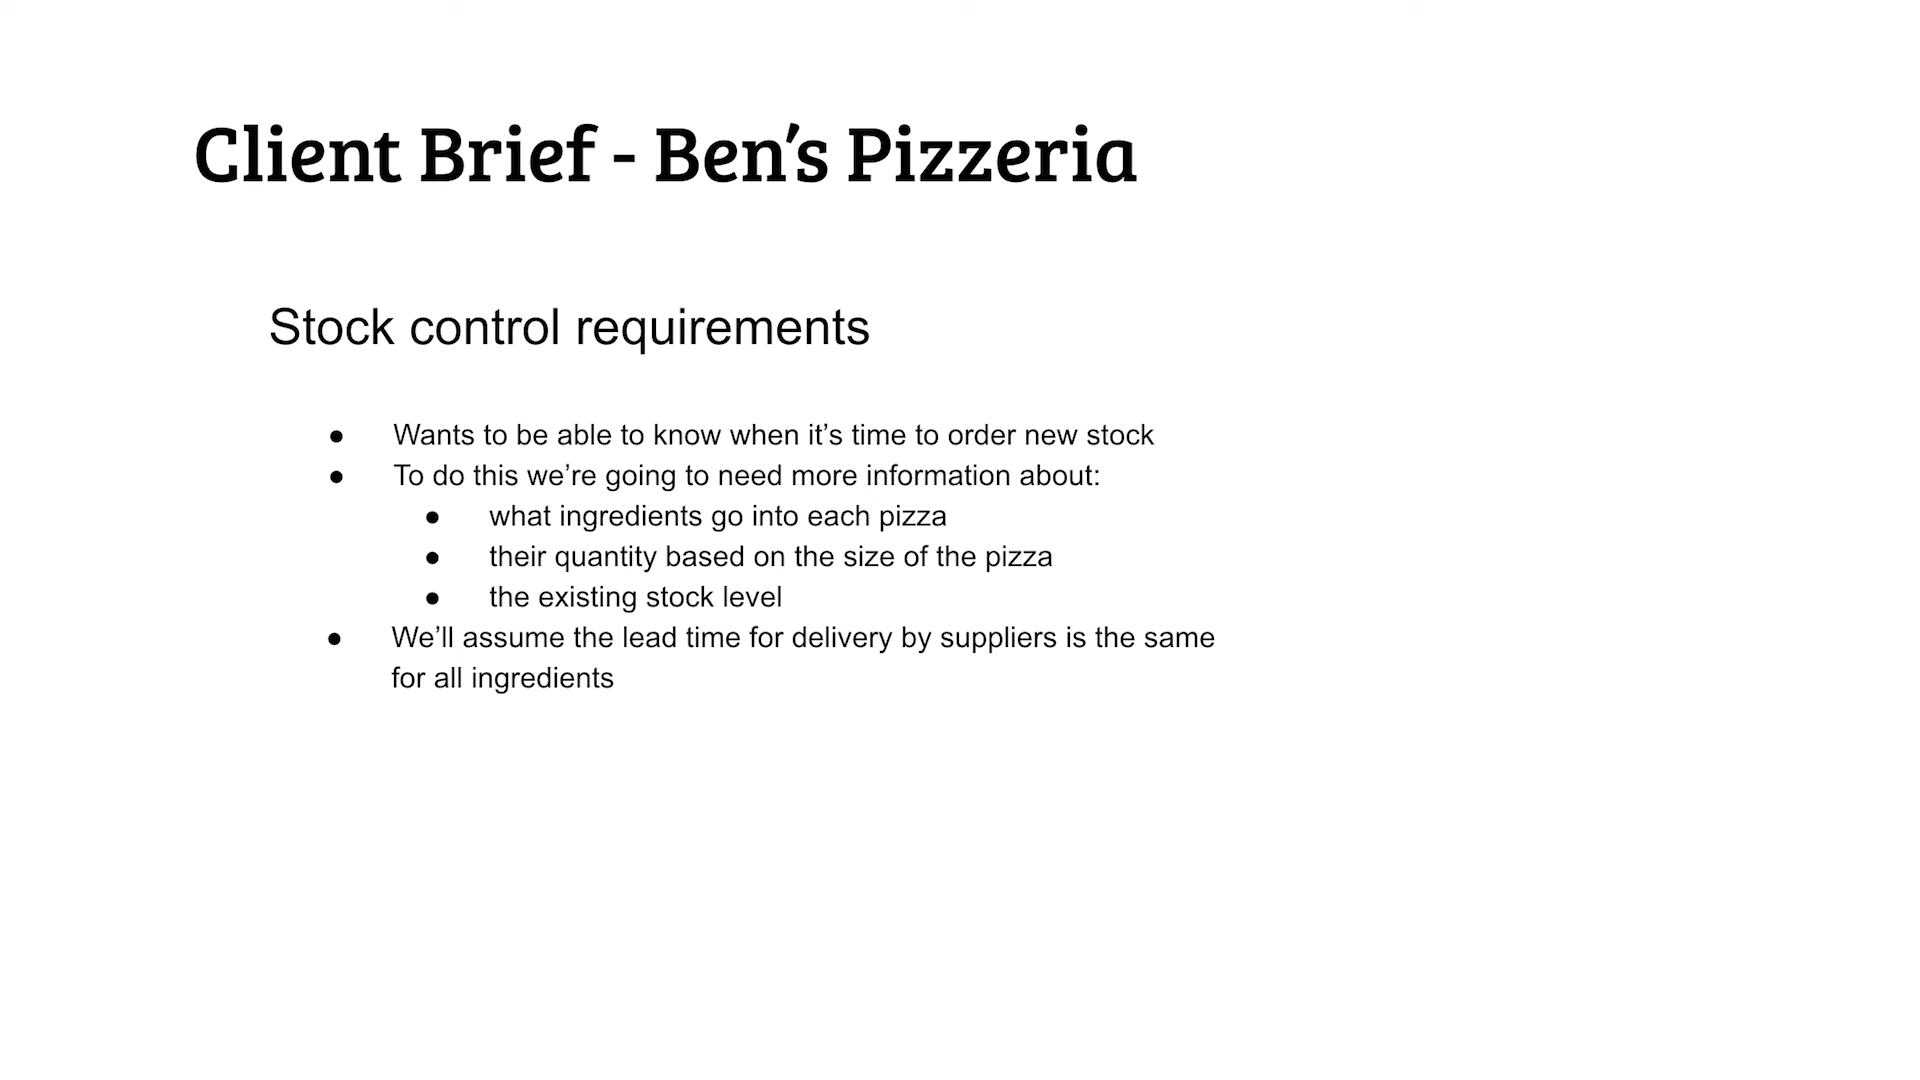 Client Brief - Ben’s Pizzeria
Stock control requirements
● Wants to be able to know when it’s time to order new stock
● To do this we’re going to need more information about:
● what ingredients go into each pizza
● their quantity based on the size of the pizza
● the existing stock level
● We’ll assume the lead time for delivery by suppliers is the same
for all ingredients